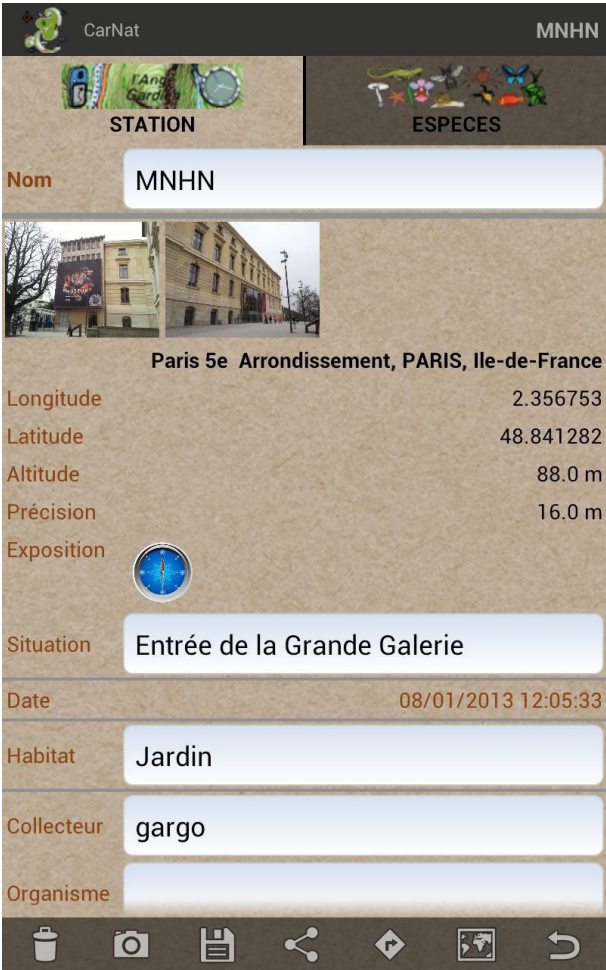 CarNat MNHN
l'Ange
Gardien
STATION ESPECES
Nom MNHN
Paris 5e Arrondissement, PARIS, Ile-de-France
Longitude 2.356753
Latitude 48.841282
Altitude 88.0 m
Précision 16.0 m
Exposition
Situation Entrée de la Grande Galerie
Date 08/01/2013 12:05:33
Habitat Jardin
Collecteur gargo
Organisme